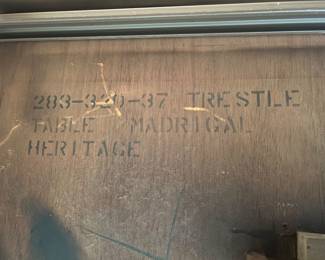 283-320-37 TRESTLE
TABLE MADRIGAL
HERITAGE